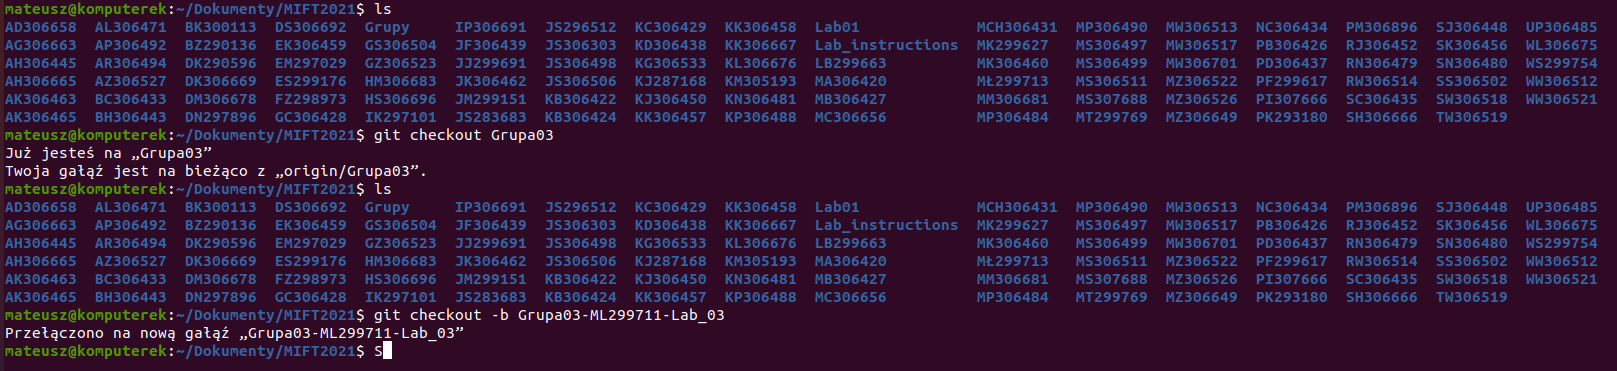 mateusz@komputerek:~/Dokumenty/MIFT2021$ ls
AD306658 AL306471 BK300113 DS306692 Grupy IP306691 JS296512 KC306429 KK306458 Lab01 MCH306431 MP306490 MW306513 NC306434 PM306896 SJ306448 UP306485
AG306663 AP306492 BZ290136 EK306459 GS306504 JF306439 JS306303 KD306438 KK306667 Lab_instructions MK299627 MS306497 MW306517 PB306426 RJ306452 SK306456 WL306675
AH306445 AR306494 DK290596 EM297029 GZ306523 JJ299691 JS306498 KG306533 KL306676 LB299663 MK306460 MS306499 MW306701 PD306437 RN306479 SN306480 WS299754
AH306665 AZ306527 DK306669 ES299176 HM306683 JK306462 JS306506 KJ287168 KM305193 MA306420 MŁ299713 MS306511 MZ306522 PF299617 RW306514 SS306502 WW306512
AK306463 BC306433 DM306678 FZ298973 HS306696 JM299151 KB306422 KJ306450 KN306481 MB306427 MM306681 MS307688 MZ306526 PI307666 SC306435 SW306518 WW306521
AK306465 BH306443 DN297896 GC306428 IK297101 JS283683 KB306424 KK306457 KP306488 MC306656 MP306484 MT299769 MZ306649 PK293180 SH306666 TW306519
mateusz@komputerek:~/Dokumenty/MIFT2021$ git checkout Grupa03
Już jesteś na „Grupa03”
Twoja gałąź jest na bieżąco z „origin/Grupa03”.
mateusz@komputerek:~/Dokumenty/MIFT2021$ ls
AD306658 AL306471 BK300113 DS306692 Grupy IP306691 JS296512 KC306429 KK306458 Lab01 MCH306431 MP306490 MW306513 NC306434 PM306896 SJ306448 UP306485
AG306663 AP306492 BZ290136 EK306459 GS306504 JF306439 JS306303 KD306438 KK306667 Lab_instructions MK299627 MS306497 MW306517 PB306426 RJ306452 SK306456 WL306675
AH306445 AR306494 DK290596 EM297029 GZ306523 JJ299691 JS306498 KG306533 KL306676 LB299663 MK306460 MS306499 MW306701 PD306437 RN306479 SN306480 WS299754
AH306665 AZ306527 DK306669 ES299176 HM306683 JK306462 JS306506 KJ287168 KM305193 MA306420 MŁ299713 MS306511 MZ306522 PF299617 RW306514 SS306502 WW306512
AK306463 BC306433 DM306678 FZ298973 HS306696 JM299151 KB306422 KJ306450 KN306481 MB306427 MM306681 MS307688 MZ306526 PI307666 SC306435 SW306518 WW306521
AK306465 BH306443 DN297896 GC306428 IK297101 JS283683 KB306424 KK306457 KP306488 MC306656 MP306484 MT299769 MZ306649 PK293180 SH306666 TW306519
mateusz@komputerek:~/Dokumenty/MIFT2021$ git checkout -b Grupa03-ML299711-Lab_03
Przełączono na nową gałąź „Grupa03-ML299711-Lab_03”
mateusz@komputerek:~/Dokumenty/MIFT2021$ S